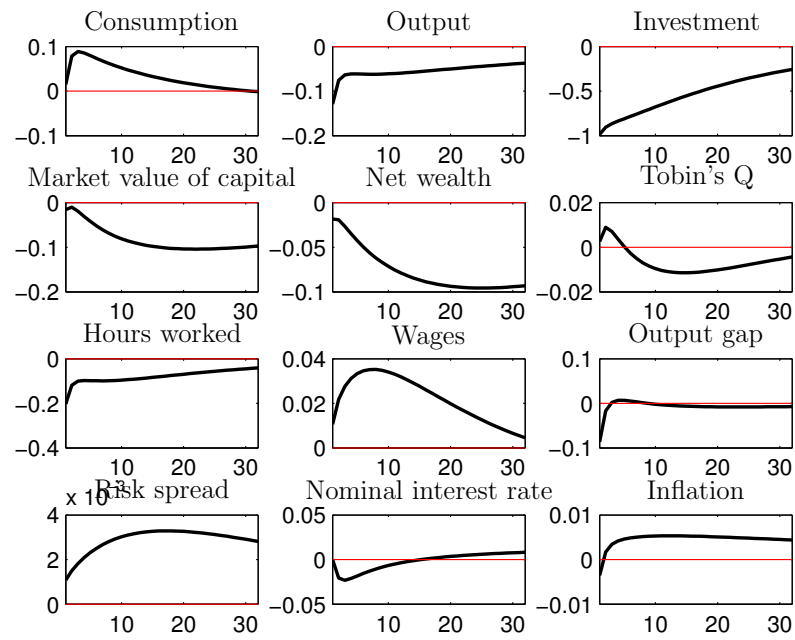 Consumption Output Investment
0.1 0 0
0 −0.1 −0.5
−0.1 −0.2 −1
10 20 30 10 20 30 10 20 30
Market value of capital Net wealth Tobin's Q
0 0 0.02
−0.1 −0.05 0
−0.2 −0.1 −0.02
10 20 30 10 20 30 10 20 30
Hours worked Wages Output gap
0 0.04 0.1
−0.2 0.02 0
−0.4 0 −0.1
10 20 30 10 20 30 10 20 30
x 10−3 Risk spread Nominal interest rate Inflation
4 0.05 0.01
2 0 0
0 −0.05 −0.01
10 20 30 10 20 30 10 20 30